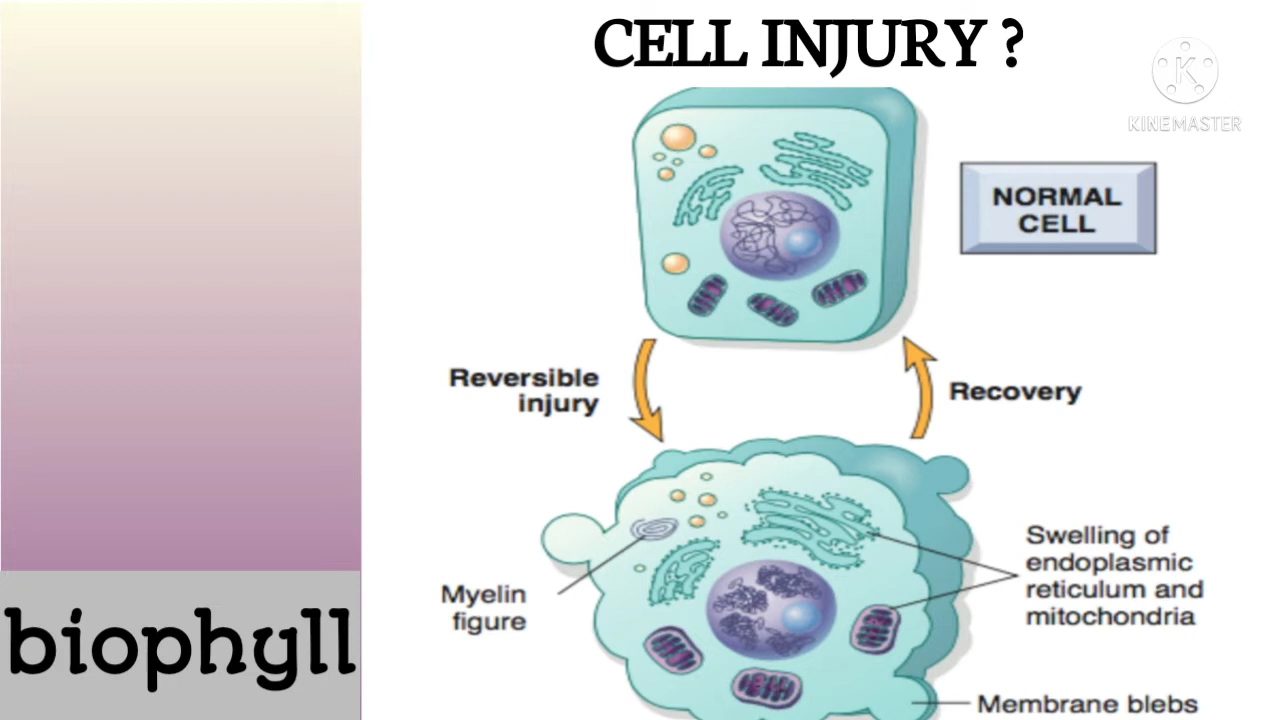 CELL INJURY ?
KINEMASTER
NORMAL
CELL
Reversible
injury
Recovery
Swelling of
endoplasmic
reticulum and
mitochondria
Myelin
figure
biophyll
Membrane blebs